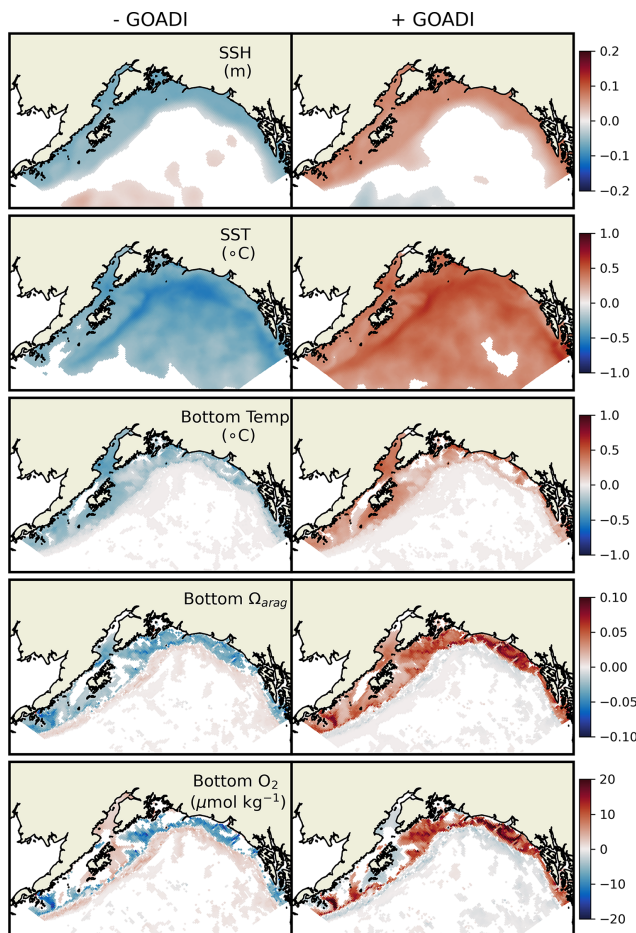 - GOADI
+ GOADI
SSH
(m)
0.2
0.1
0.0
−0.1
−0.2
SST
(∘C)
1.0
0.5
0.0
−0.5
−1.0
Bottom Temp
(∘C)
1.0
0.5
0.0
−0.5
−1.0
Bottom Ωarag
0.10
0.05
0.00
−0.05
−0.10
Bottom O₂
(μmol kg⁻¹)
20
10
0
−10
−20